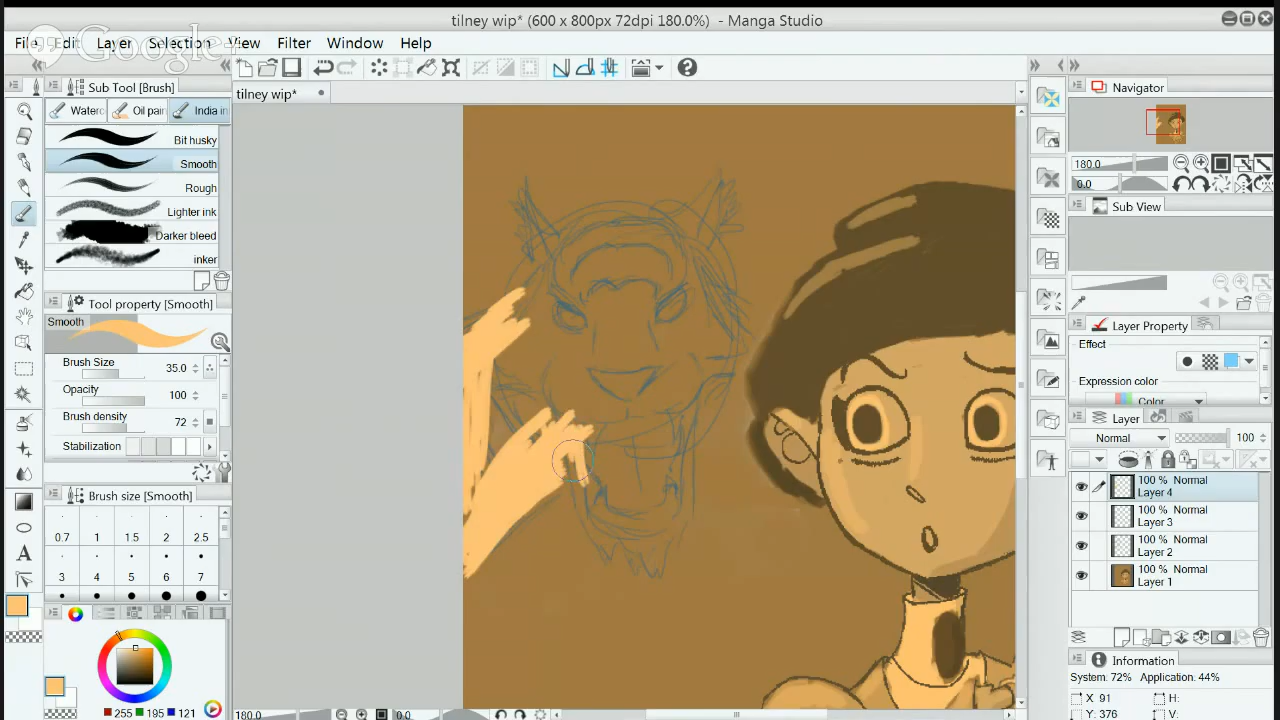 tilney wip* (600 x 800px 72dpi 180.0%) - Manga Studio
File Edit Layer Selection View Filter Window Help
Google+
Sub Tool [Brush]
Waterc Oil pain India in
Bit husky
Smooth
Rough
Lighter ink
Darker bleed
inker
Tool property [Smooth]
Smooth
Brush Size 35.0
Opacity 100
Brush density 72
Stabilization
Brush size [Smooth]
0.7 1 1.5 2 2.5
3 4 5 6 7
255 195 121
tilney wip*
180.0 0.0
Navigator
180.0
0.0
Sub View
Layer Property
Effect
Expression color
Color
Layer
Normal 100
100 % Normal
Layer 4
100 % Normal
Layer 3
100 % Normal
Layer 2
100 % Normal
Layer 1
Information
System: 72% Application: 44%
X 91 H:
Y: 376 W: